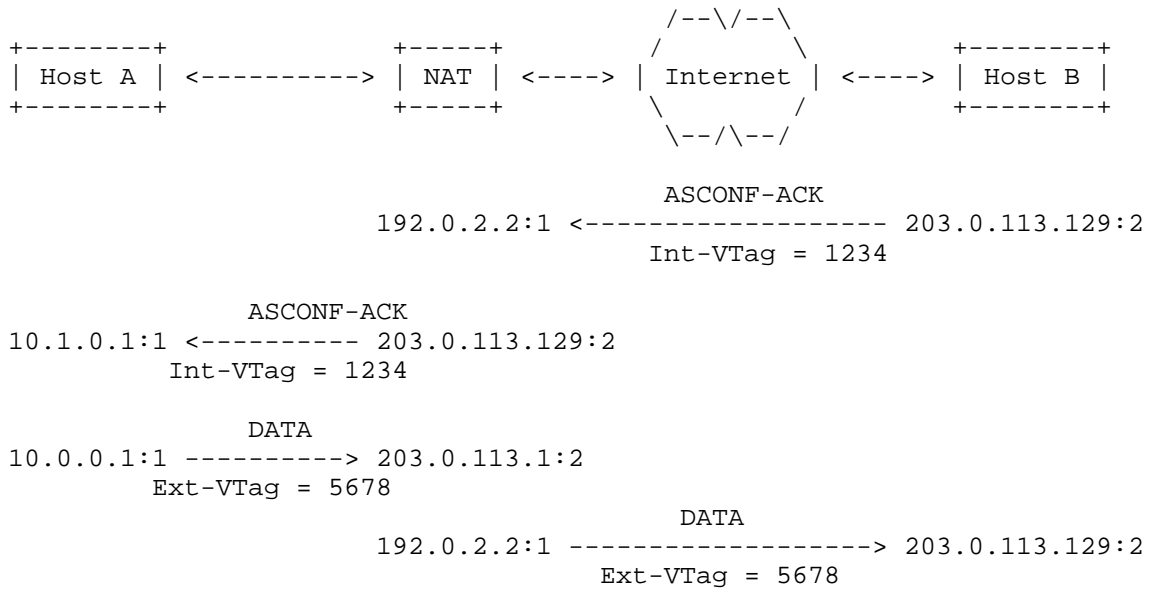 /--\/--\
+--------+               +-----+        /        \         +--------+
| Host A | <----------> | NAT | <----> | Internet | <----> | Host B |
+--------+               +-----+        \        /         +--------+
                                         \--/\--/
ASCONF-ACK
192.0.2.2:1 <------------------- 203.0.113.129:2
Int-VTag = 1234
ASCONF-ACK
10.1.0.1:1 <---------- 203.0.113.129:2
Int-VTag = 1234
DATA
10.0.0.1:1 ----------> 203.0.113.1:2
Ext-VTag = 5678
DATA
192.0.2.2:1 -------------------> 203.0.113.129:2
Ext-VTag = 5678